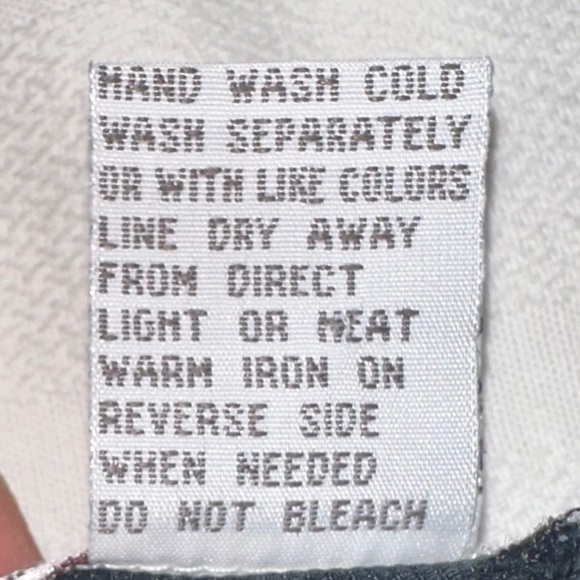 HAND WASH COLD
WASH SEPARATELY
OR WITH LIKE COLORS
LINE DRY AWAY
FROM DIRECT
LIGHT OR HEAT
WARM IRON ON
REVERSE SIDE
WHEN NEEDED
DO NOT BLEACH